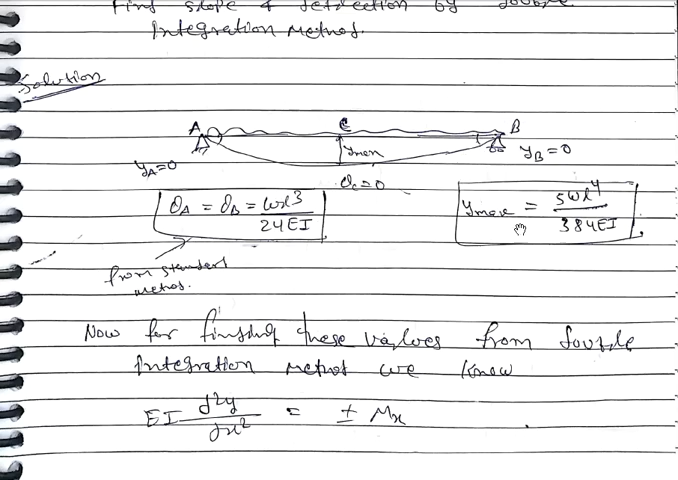 Find slope & deflection by double
Integration Method.
Solution
A C B
yA=0 ymax yB=0
θc=0
θA = θB = wl³/24EI
ymax = 5wl⁴/384EI
from standard
method.
Now for finding these values from double
Integration method we know
EI d²y/dx² = ± Mx